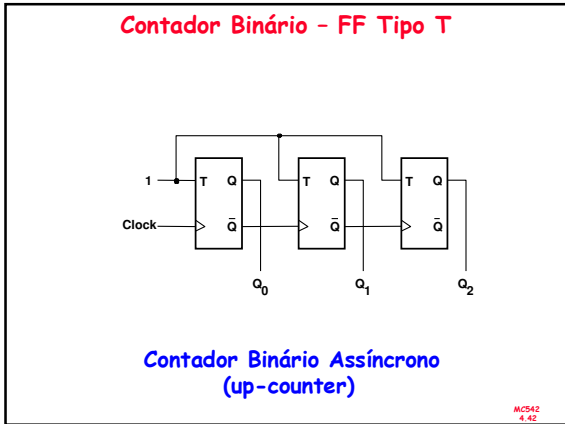 Contador Binário – FF Tipo T
1 T Q T Q T Q
Clock Q̄ Q̄ Q̄
Q0 Q1 Q2
Contador Binário Assíncrono
(up-counter)
MC542
4.42